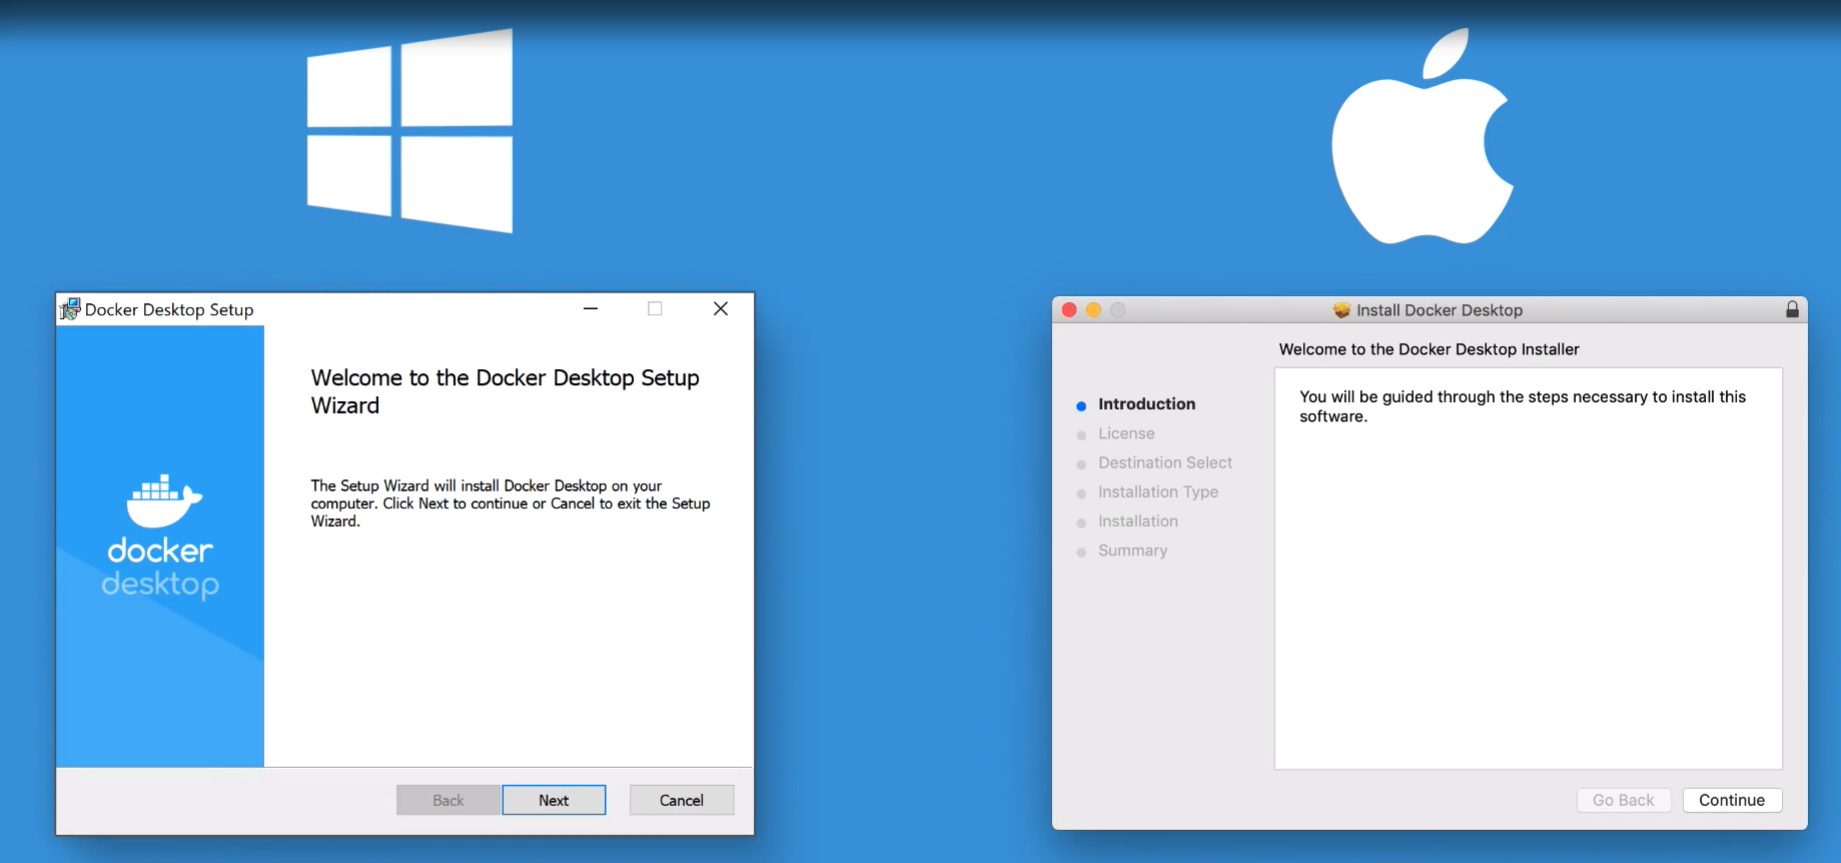 Docker Desktop Setup
Welcome to the Docker Desktop Setup
Wizard
The Setup Wizard will install Docker Desktop on your
computer. Click Next to continue or Cancel to exit the Setup
Wizard.
docker
desktop
Back
Next
Cancel
Install Docker Desktop
Welcome to the Docker Desktop Installer
Introduction
License
Destination Select
Installation Type
Installation
Summary
You will be guided through the steps necessary to install this
software.
Go Back
Continue